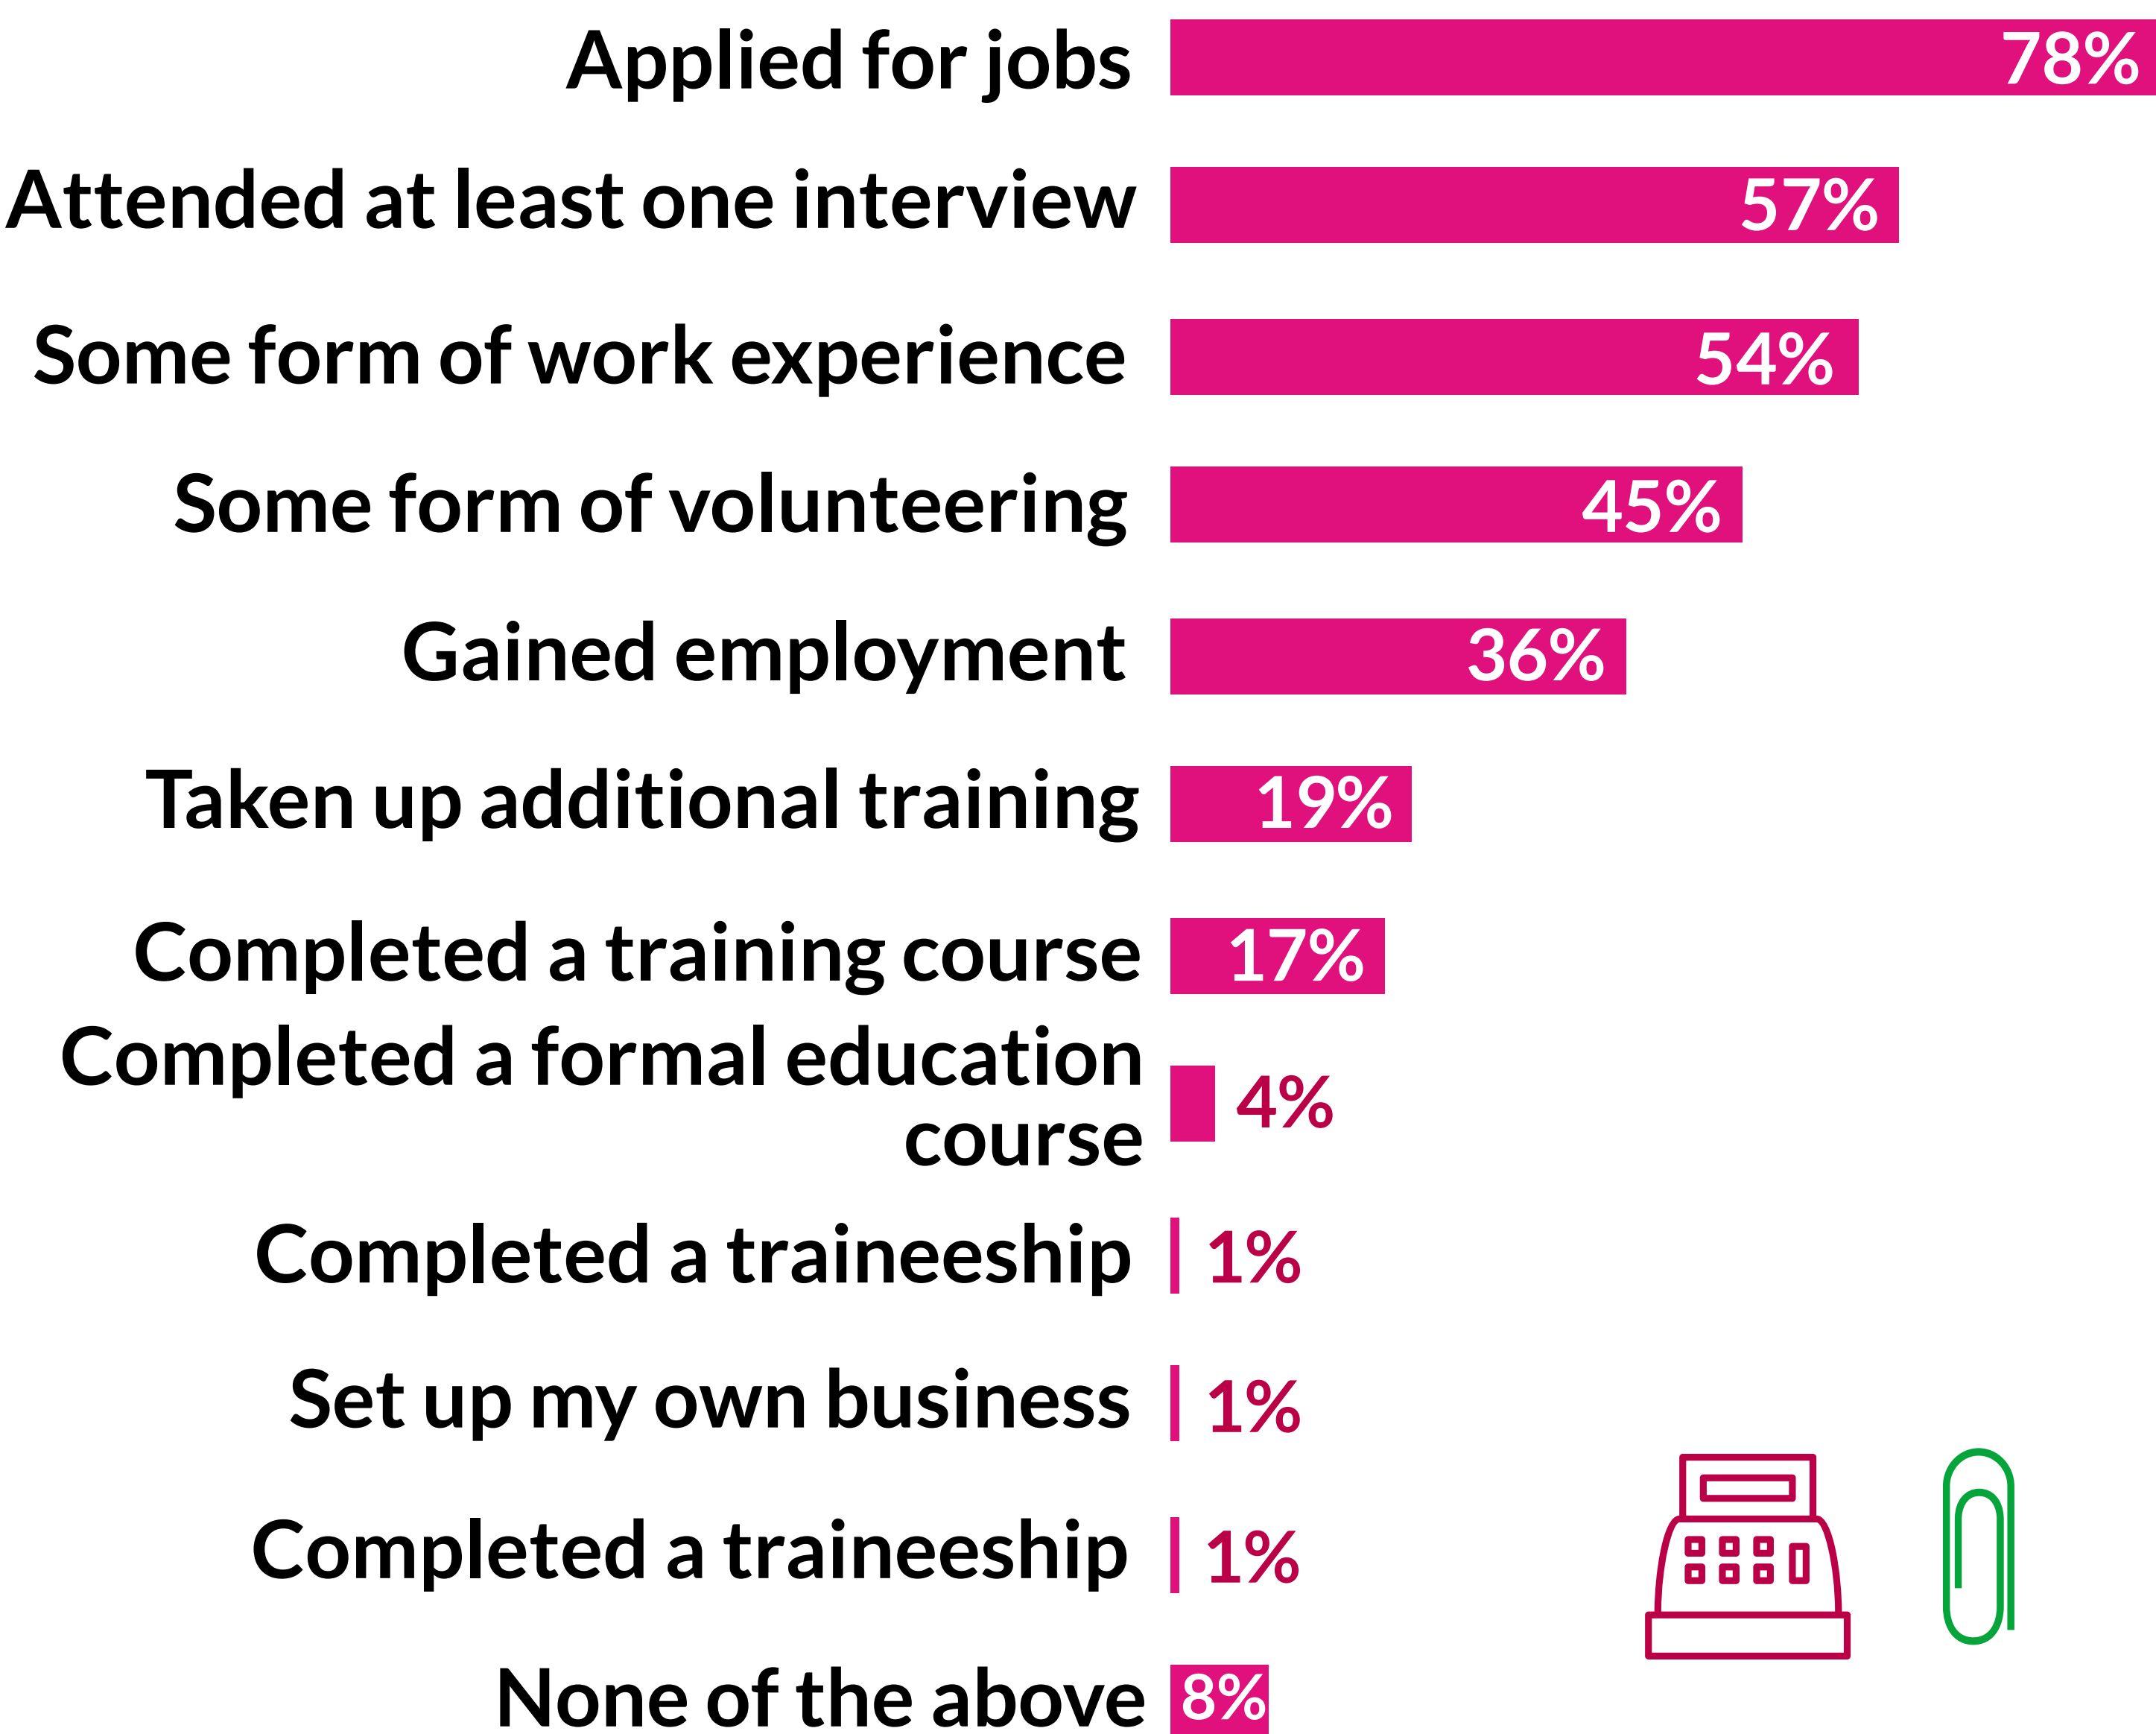 Applied for jobs 78%
Attended at least one interview 57%
Some form of work experience 54%
Some form of volunteering 45%
Gained employment 36%
Taken up additional training 19%
Completed a training course 17%
Completed a formal education
course 4%
Completed a traineeship 1%
Set up my own business 1%
Completed a traineeship 1%
None of the above 8%